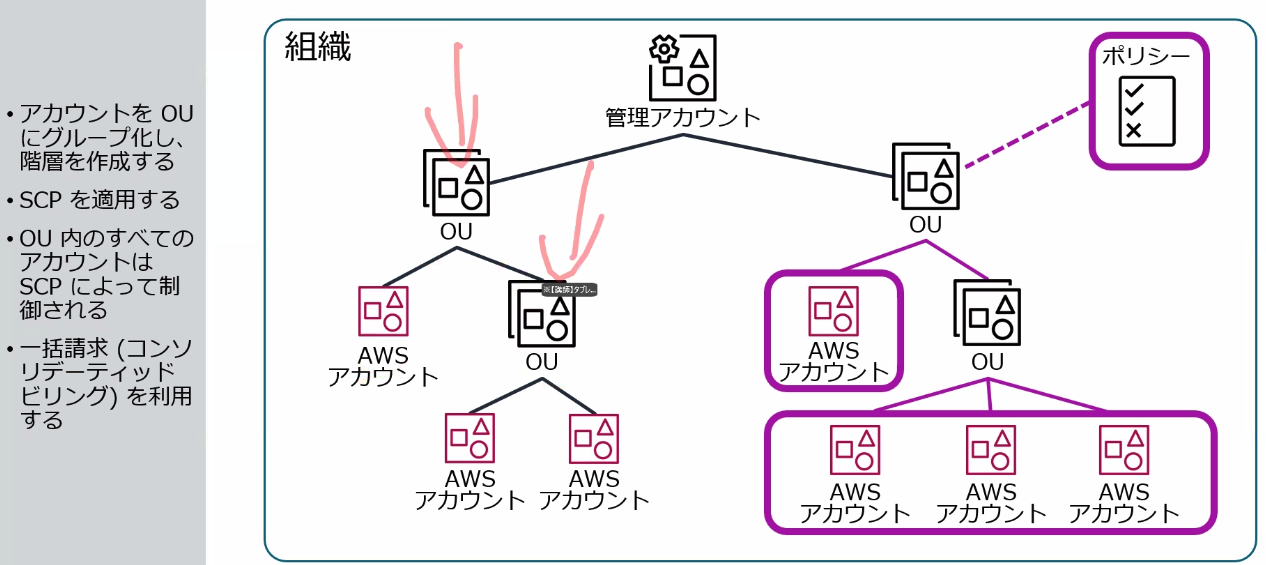 • アカウントを OU
にグループ化し、
階層を作成する
• SCP を適用する
• OU 内のすべての
アカウントは
SCP によって制
御される
• 一括請求 (コンソ
リデーティッド
ビリング) を利用
する
組織
管理アカウント
ポリシー
OU
OU
AWS
アカウント
OU
AWS
アカウント
AWS
アカウント
AWS
アカウント
OU
AWS
アカウント
AWS
アカウント
AWS
アカウント